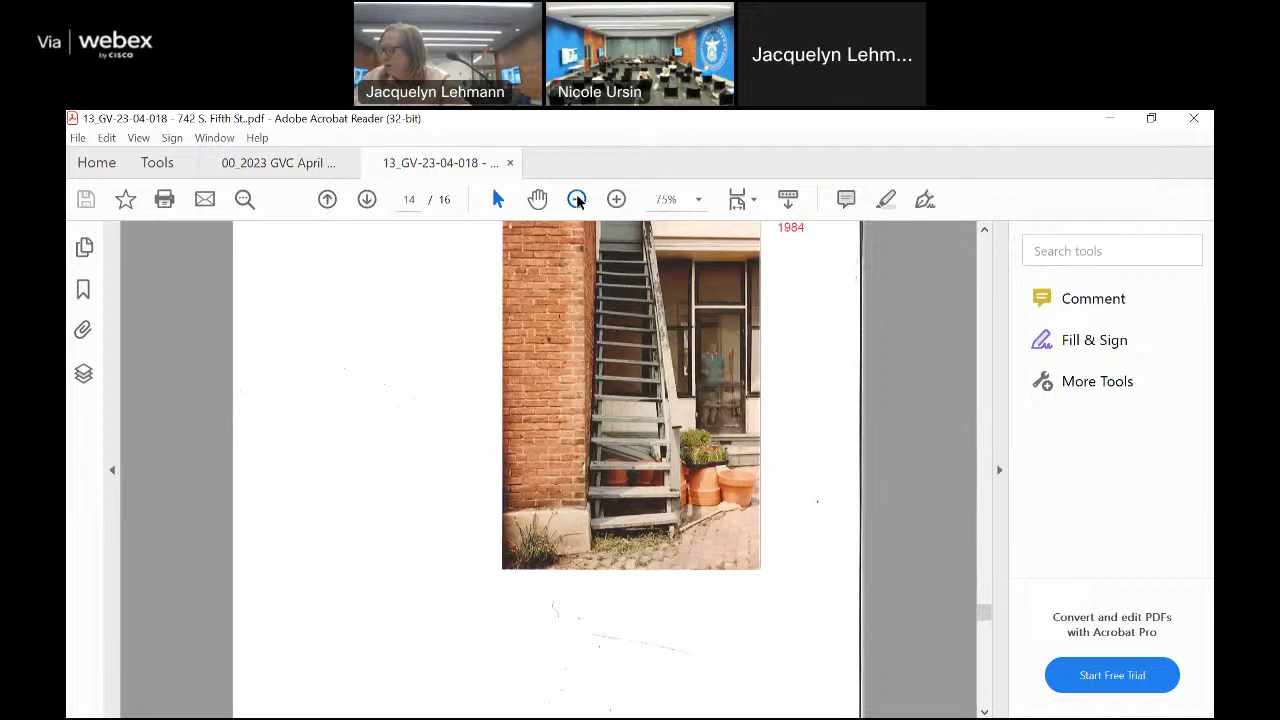 Via webex
by CISCO
Jacquelyn Lehmann
Nicole Ursin
Jacquelyn Lehm...
13_GV-23-04-018 - 742 S. Fifth St..pdf - Adobe Acrobat Reader (32-bit)
File Edit View Sign Window Help
Home Tools 00_2023 GVC April ... 13_GV-23-04-018 - ...
14 / 16 75%
1984
Search tools
Comment
Fill & Sign
More Tools
Convert and edit PDFs
with Acrobat Pro
Start Free Trial